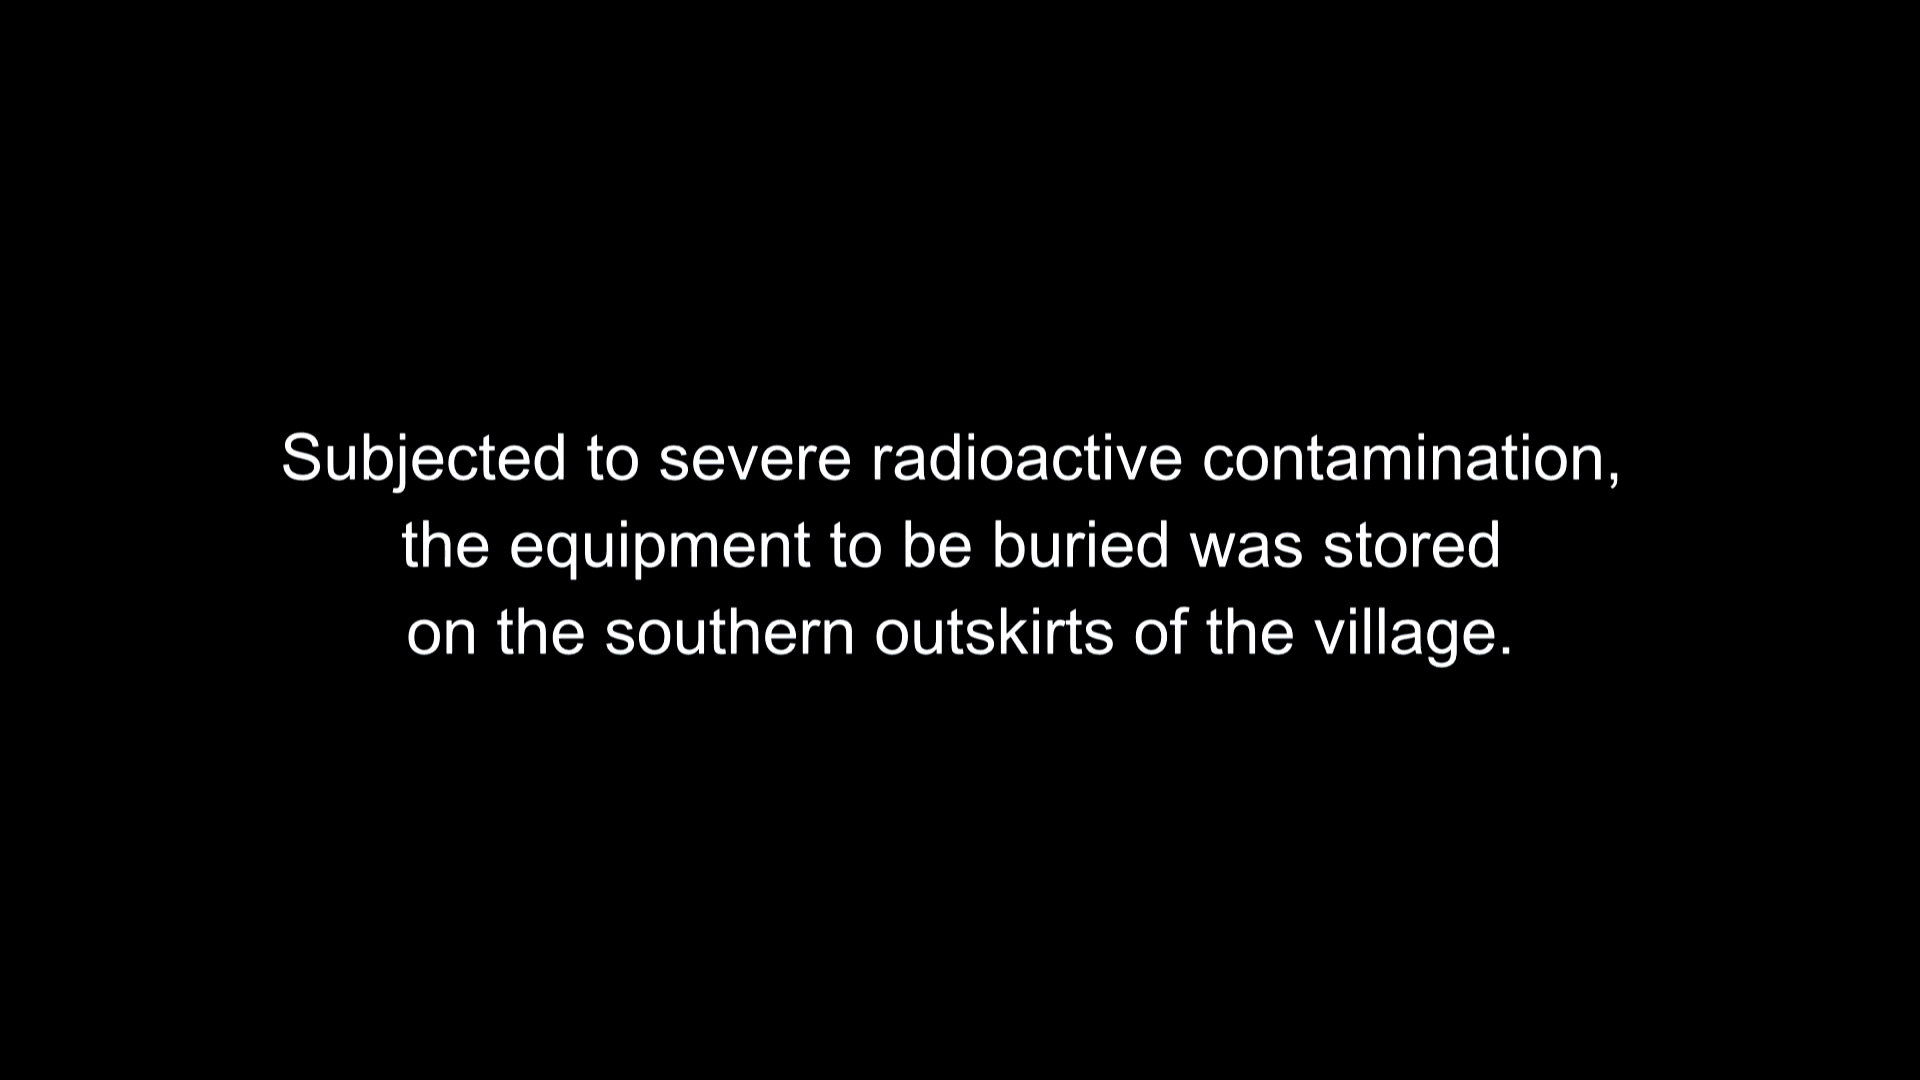 Subjected to severe radioactive contamination,
the equipment to be buried was stored
on the southern outskirts of the village.